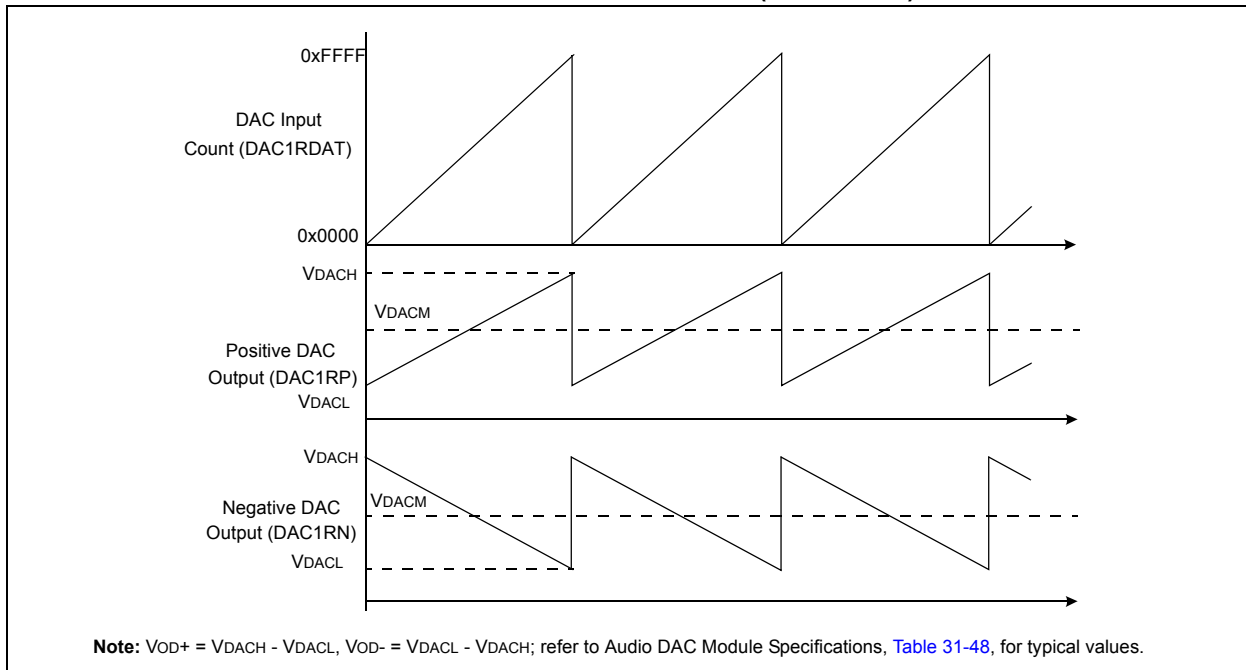 0xFFFF
DAC Input
Count (DAC1RDAT)
0x0000
VDACH
VDACM
Positive DAC
Output (DAC1RP)
VDACL
VDACH
VDACM
Negative DAC
Output (DAC1RN)
VDACL
Note: VOD+ = VDACH - VDACL, VOD- = VDACL - VDACH; refer to Audio DAC Module Specifications, Table 31-48, for typical values.